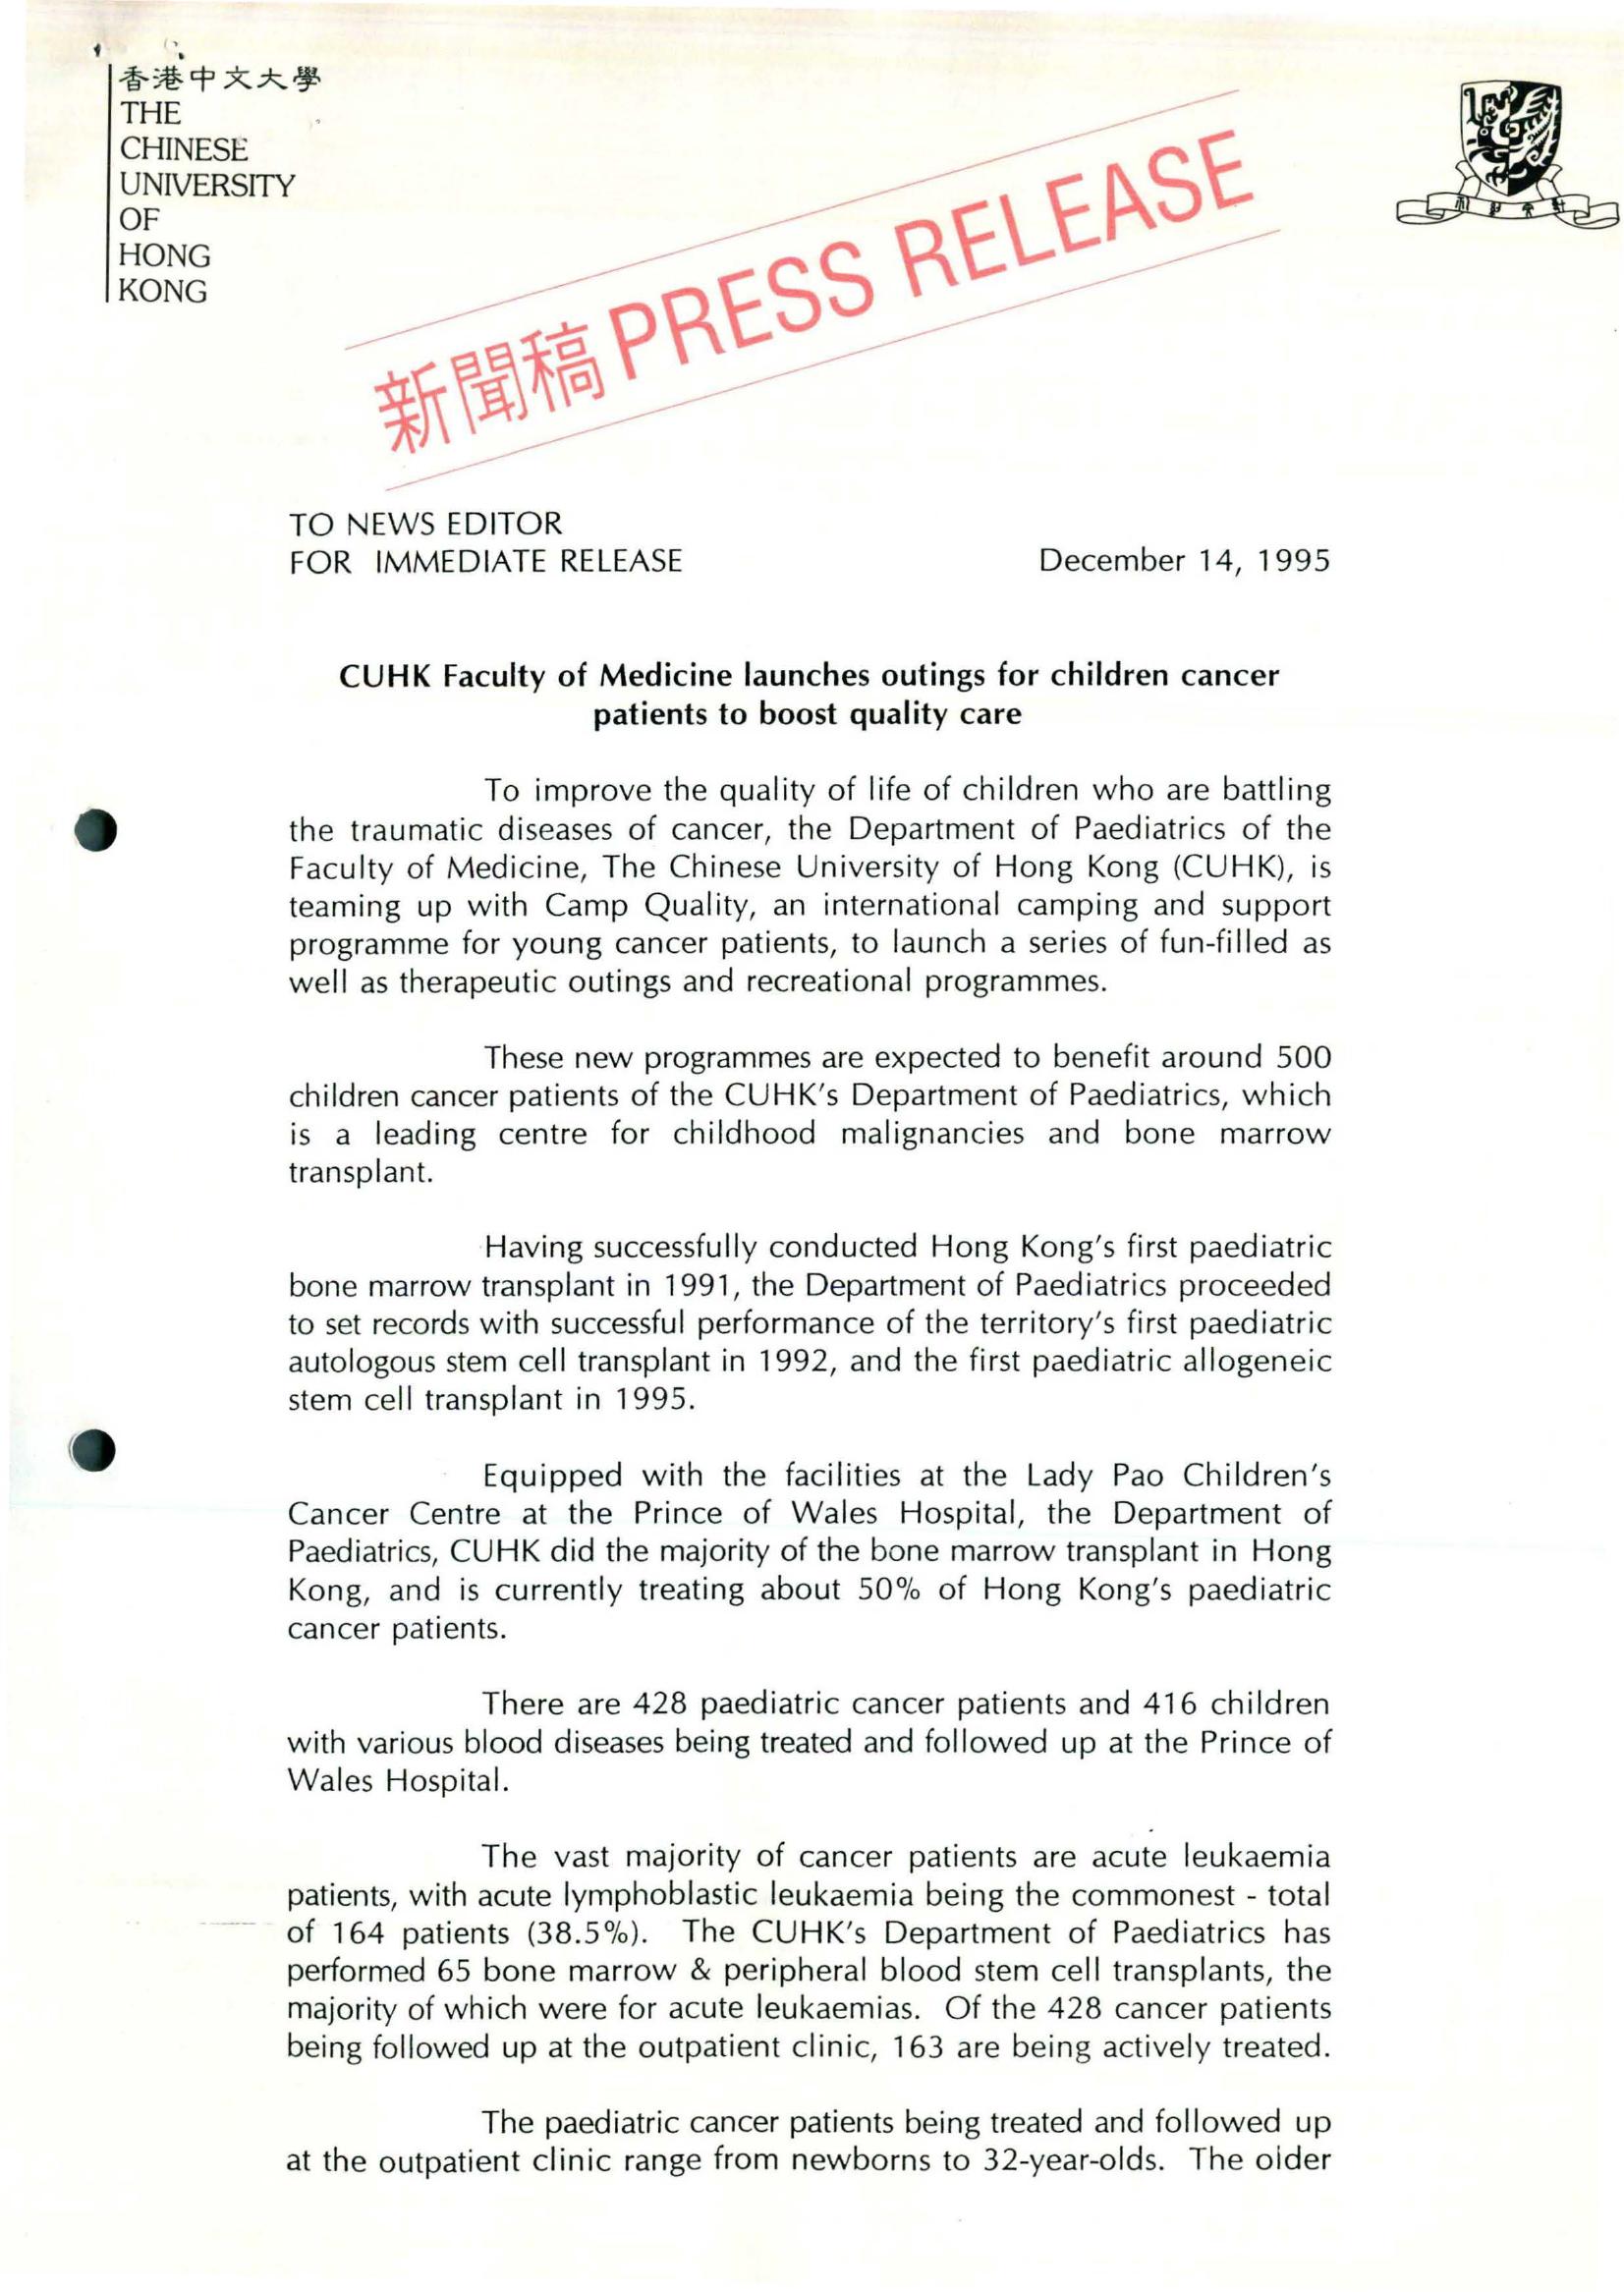 香港中文大學
THE
CHINESE
UNIVERSITY
OF
HONG
KONG
新聞稿 PRESS RELEASE
TO NEWS EDITOR
FOR IMMEDIATE RELEASE December 14, 1995
CUHK Faculty of Medicine launches outings for children cancer
patients to boost quality care
To improve the quality of life of children who are battling
the traumatic diseases of cancer, the Department of Paediatrics of the
Faculty of Medicine, The Chinese University of Hong Kong (CUHK), is
teaming up with Camp Quality, an international camping and support
programme for young cancer patients, to launch a series of fun-filled as
well as therapeutic outings and recreational programmes.
These new programmes are expected to benefit around 500
children cancer patients of the CUHK's Department of Paediatrics, which
is a leading centre for childhood malignancies and bone marrow
transplant.
Having successfully conducted Hong Kong's first paediatric
bone marrow transplant in 1991, the Department of Paediatrics proceeded
to set records with successful performance of the territory's first paediatric
autologous stem cell transplant in 1992, and the first paediatric allogeneic
stem cell transplant in 1995.
Equipped with the facilities at the Lady Pao Children's
Cancer Centre at the Prince of Wales Hospital, the Department of
Paediatrics, CUHK did the majority of the bone marrow transplant in Hong
Kong, and is currently treating about 50% of Hong Kong's paediatric
cancer patients.
There are 428 paediatric cancer patients and 416 children
with various blood diseases being treated and followed up at the Prince of
Wales Hospital.
The vast majority of cancer patients are acute leukaemia
patients, with acute lymphoblastic leukaemia being the commonest - total
of 164 patients (38.5%). The CUHK's Department of Paediatrics has
performed 65 bone marrow & peripheral blood stem cell transplants, the
majority of which were for acute leukaemias. Of the 428 cancer patients
being followed up at the outpatient clinic, 163 are being actively treated.
The paediatric cancer patients being treated and followed up
at the outpatient clinic range from newborns to 32-year-olds. The older